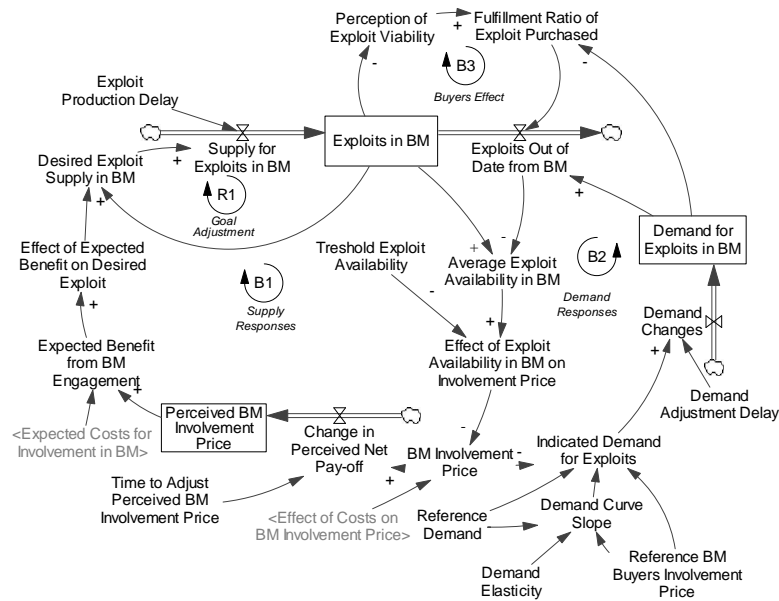 Perception of
Exploit Viability
+
Fulfillment Ratio of
Exploit Purchased
-
-
B3
Buyers Effect
Exploit
Production Delay
Supply for
Exploits in BM
Exploits in BM
Exploits Out of
Date from BM
Desired Exploit
Supply in BM
+
+
R1
Goal
Adjustment
+
Demand for
Exploits in BM
Effect of Expected
Benefit on Desired
Exploit
+
B1
Supply
Responses
Treshold Exploit
Availability
-
+
-
Average Exploit
Availability in BM
+
B2
Demand
Responses
Demand
Changes
+
Expected Benefit
from BM
Engagement
+
Effect of Exploit
Availability in BM on
Involvement Price
-
Demand
Adjustment Delay
<Expected Costs for
Involvement in BM>
Perceived BM
Involvement
Price
Change in
Perceived Net
Pay-off
+
BM Involvement
Price
-
Indicated Demand
for Exploits
Time to Adjust
Perceived BM
Involvement Price
<Effect of Costs on
BM Involvement Price>
Reference
Demand
Demand Curve
Slope
Demand
Elasticity
Reference BM
Buyers Involvement
Price